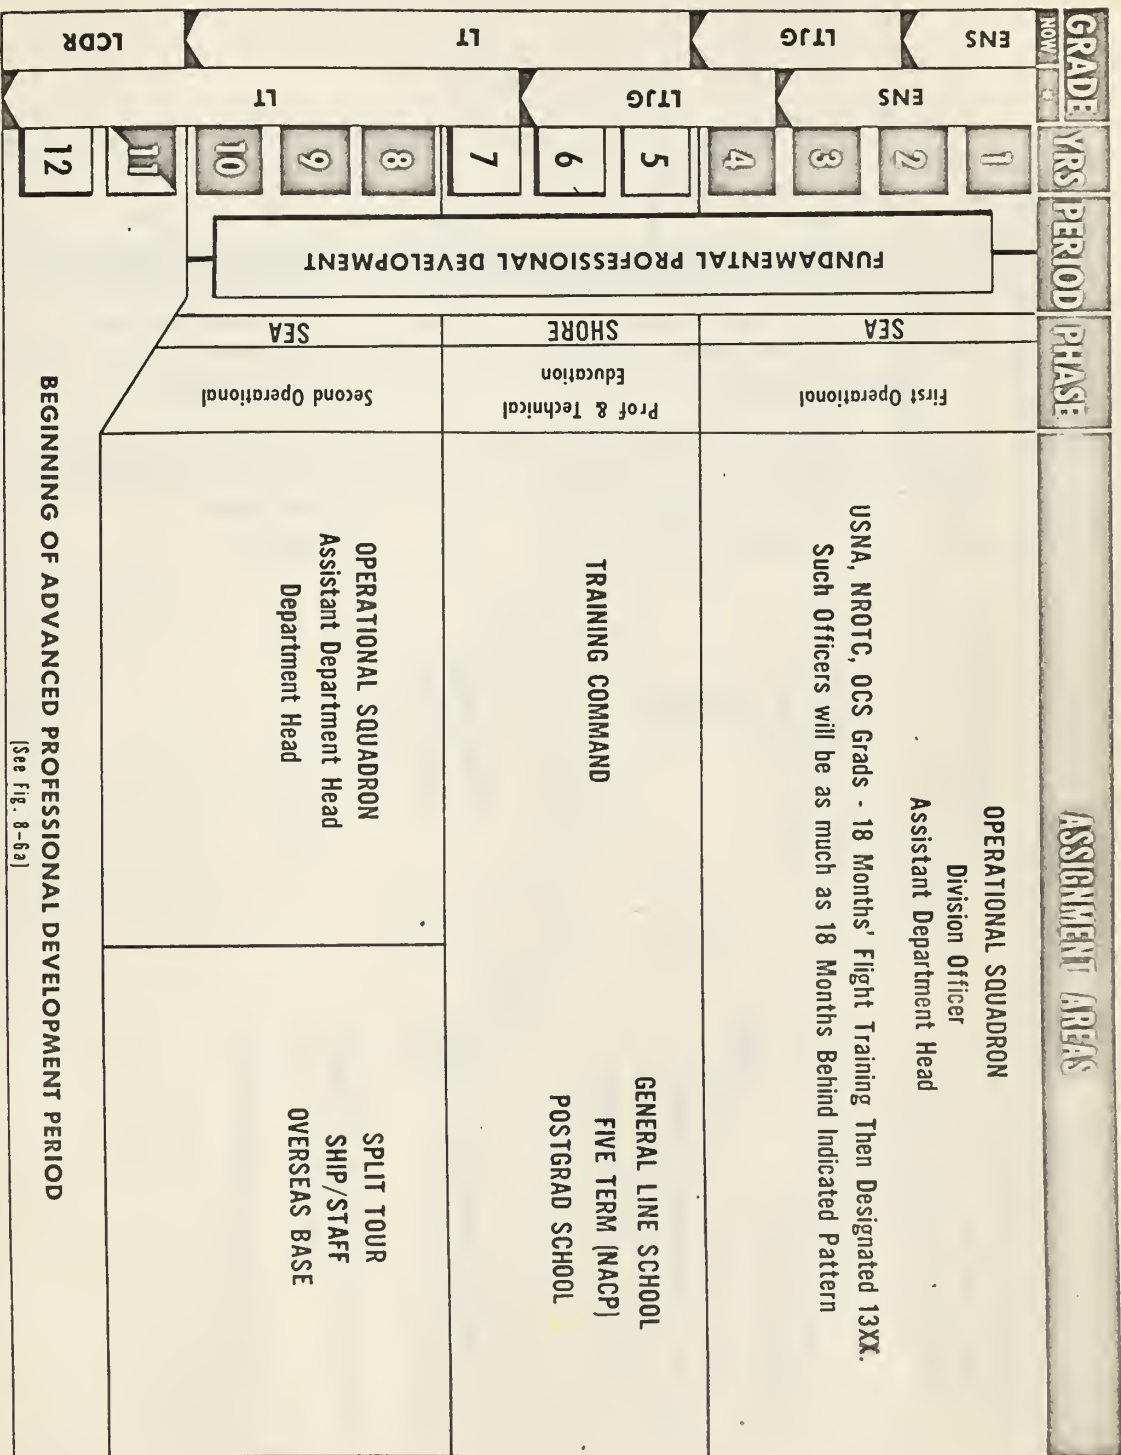 GRADE
NOW
*
YRS
PERIOD
PHASE
ASSIGNMENT AREAS
ENS
LTJG
LT
LCDR
ENS
LTJG
LT
1
2
3
4
5
6
7
8
9
10
11
12
FUNDAMENTAL PROFESSIONAL DEVELOPMENT
SEA
First Operational
OPERATIONAL SQUADRON
Division Officer
Assistant Department Head
USNA, NROTC, OCS Grads - 18 Months' Flight Training Then Designated 13XX.
Such Officers will be as much as 18 Months Behind Indicated Pattern
SHORE
Prof & Technical
Education
TRAINING COMMAND
GENERAL LINE SCHOOL
FIVE TERM (NACP)
POSTGRAD SCHOOL
SEA
Second Operational
OPERATIONAL SQUADRON
Assistant Department Head
Department Head
SPLIT TOUR
SHIP/STAFF
OVERSEAS BASE
BEGINNING OF ADVANCED PROFESSIONAL DEVELOPMENT PERIOD
(See Fig. 8-6a)